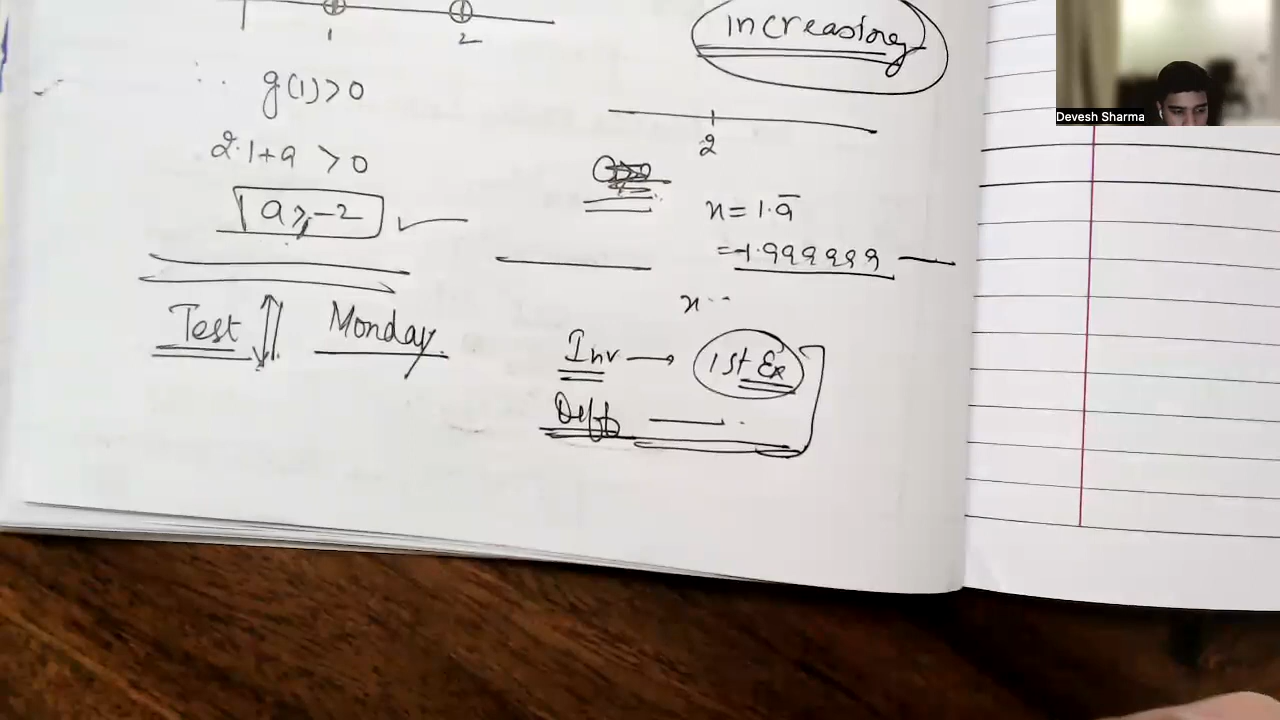 1 2
∴ g(1) > 0
2·1 + a > 0
a ≥ -2
Test Monday
increasing
2
x = 1.9̅
= 1.999999
x
Inv → 1st Ex
Diff
Devesh Sharma